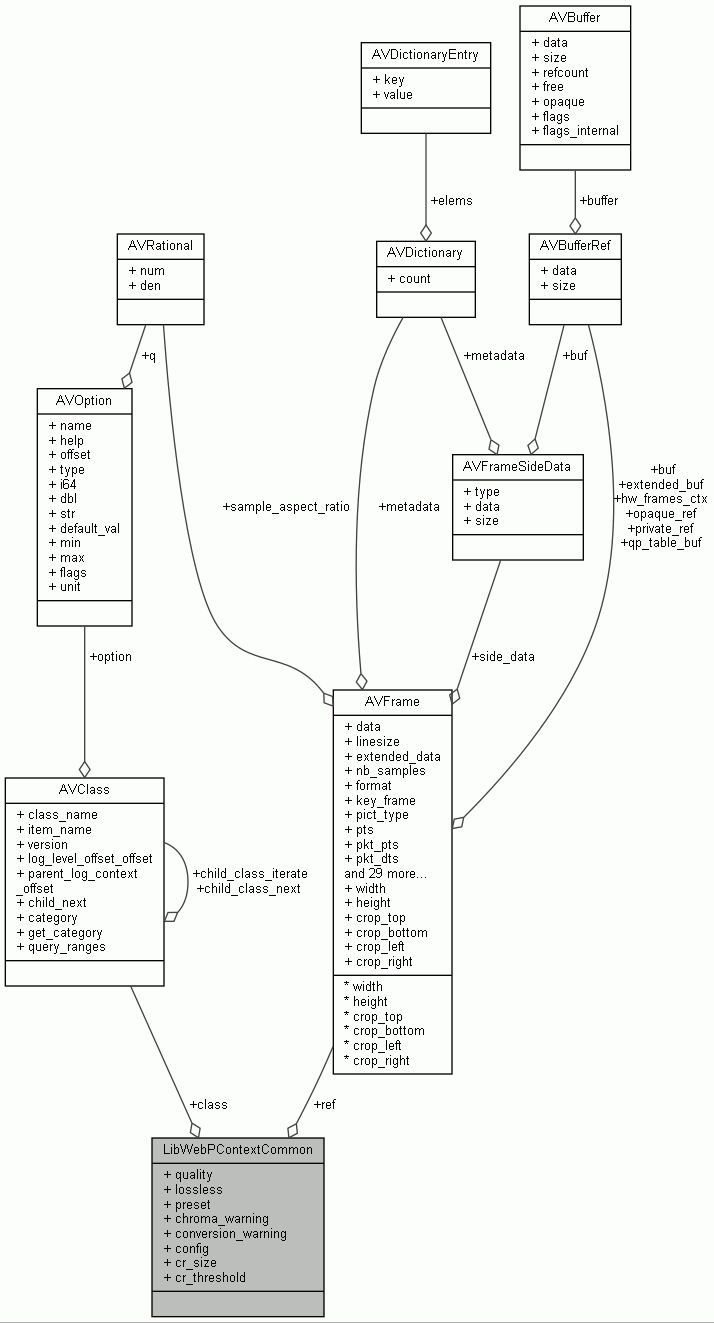 AVBuffer
+ data
+ size
+ refcount
+ free
+ opaque
+ flags
+ flags_internal
AVDictionaryEntry
+ key
+ value
+elems
+buffer
AVRational
+ num
+ den
AVDictionary
+ count
AVBufferRef
+ data
+ size
+q
+metadata
+buf
AVOption
+ name
+ help
+ offset
+ type
+ i64
+ dbl
+ str
+ default_val
+ min
+ max
+ flags
+ unit
AVFrameSideData
+ type
+ data
+ size
+sample_aspect_ratio
+metadata
+buf
+extended_buf
+hw_frames_ctx
+opaque_ref
+private_ref
+qp_table_buf
+option
+side_data
AVFrame
+ data
+ linesize
+ extended_data
+ nb_samples
+ format
+ key_frame
+ pict_type
+ pts
+ pkt_pts
+ pkt_dts
and 29 more...
+ width
+ height
+ crop_top
+ crop_bottom
+ crop_left
+ crop_right
* width
* height
* crop_top
* crop_bottom
* crop_left
* crop_right
AVClass
+ class_name
+ item_name
+ version
+ log_level_offset_offset
+ parent_log_context
_offset
+ child_next
+ category
+ get_category
+ query_ranges
+child_class_iterate
+child_class_next
+class
+ref
LibWebPContextCommon
+ quality
+ lossless
+ preset
+ chroma_warning
+ conversion_warning
+ config
+ cr_size
+ cr_threshold